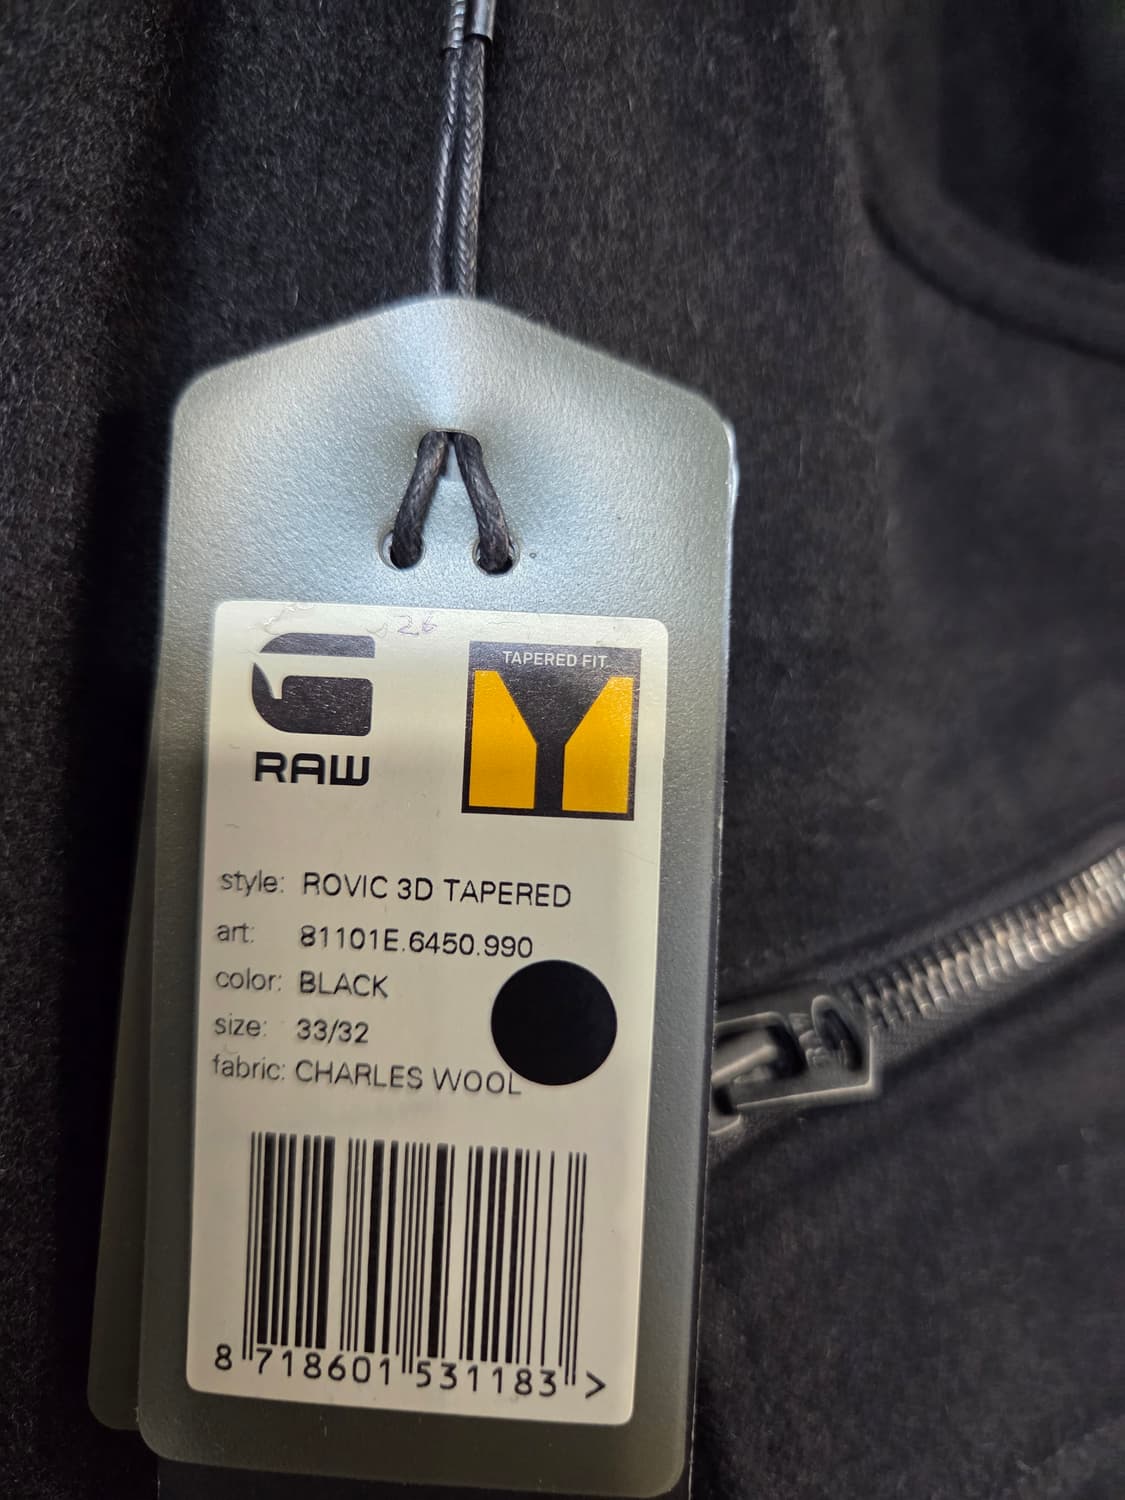 26
TAPERED FIT
RAW
style: ROVIC 3D TAPERED
art: 81101E.6450.990
color: BLACK
size: 33/32
fabric: CHARLES WOOL
8 718601 531183 >